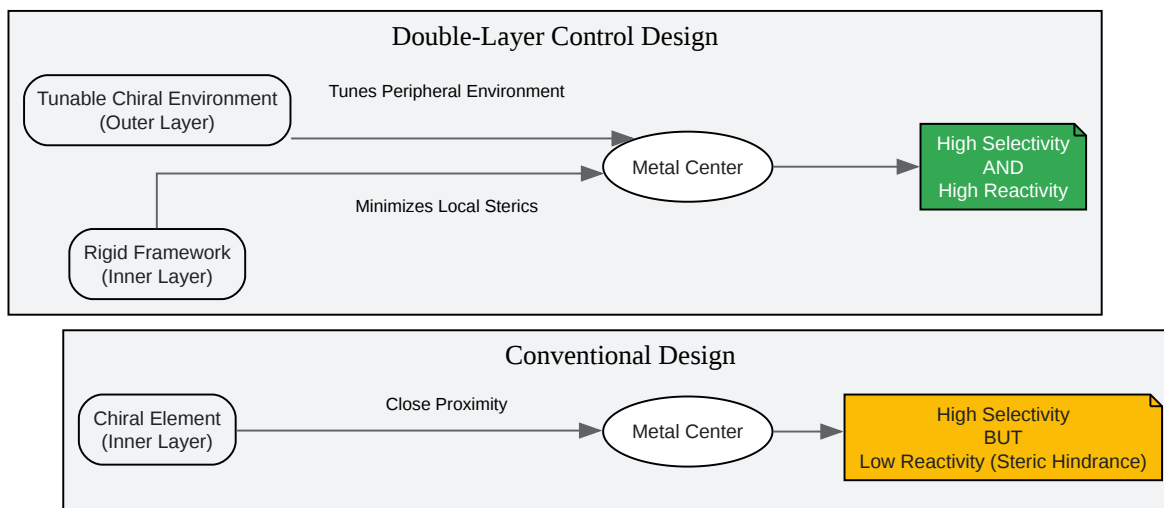 Double-Layer Control Design
Tunable Chiral Environment
(Outer Layer)
Tunes Peripheral Environment
Metal Center
High Selectivity
AND
High Reactivity
Minimizes Local Sterics
Rigid Framework
(Inner Layer)
Conventional Design
Chiral Element
(Inner Layer)
Close Proximity
Metal Center
High Selectivity
BUT
Low Reactivity (Steric Hindrance)